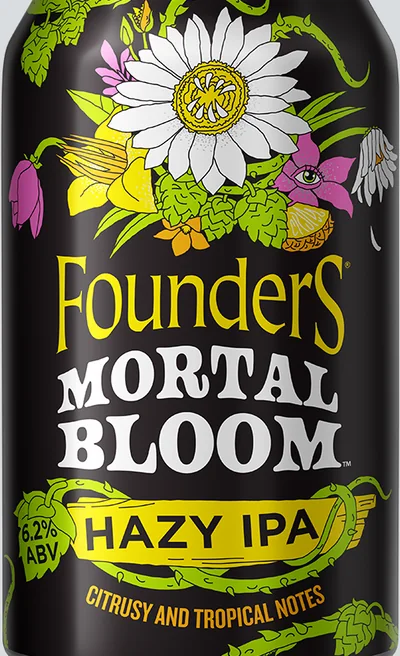 FounderS®
MORTAL
BLOOM™
6.2%
ABV
HAZY IPA
CITRUSY AND TROPICAL NOTES